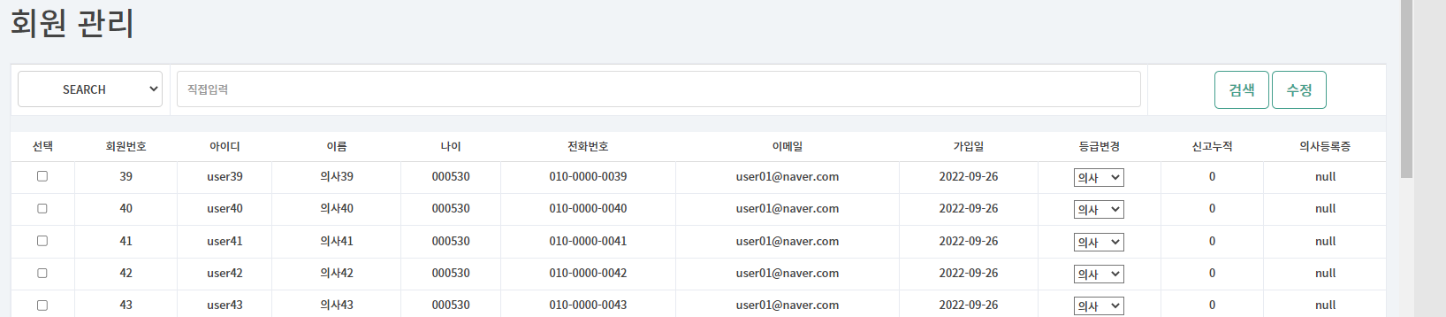 회원 관리
SEARCH 직접입력 검색 수정
선택 회원번호 아이디 이름 나이 전화번호 이메일 가입일 등급변경 신고누적 의사등록증
39 user39 의사39 000530 010-0000-0039 user01@naver.com 2022-09-26 의사 0 null
40 user40 의사40 000530 010-0000-0040 user01@naver.com 2022-09-26 의사 0 null
41 user41 의사41 000530 010-0000-0041 user01@naver.com 2022-09-26 의사 0 null
42 user42 의사42 000530 010-0000-0042 user01@naver.com 2022-09-26 의사 0 null
43 user43 의사43 000530 010-0000-0043 user01@naver.com 2022-09-26 의사 0 null